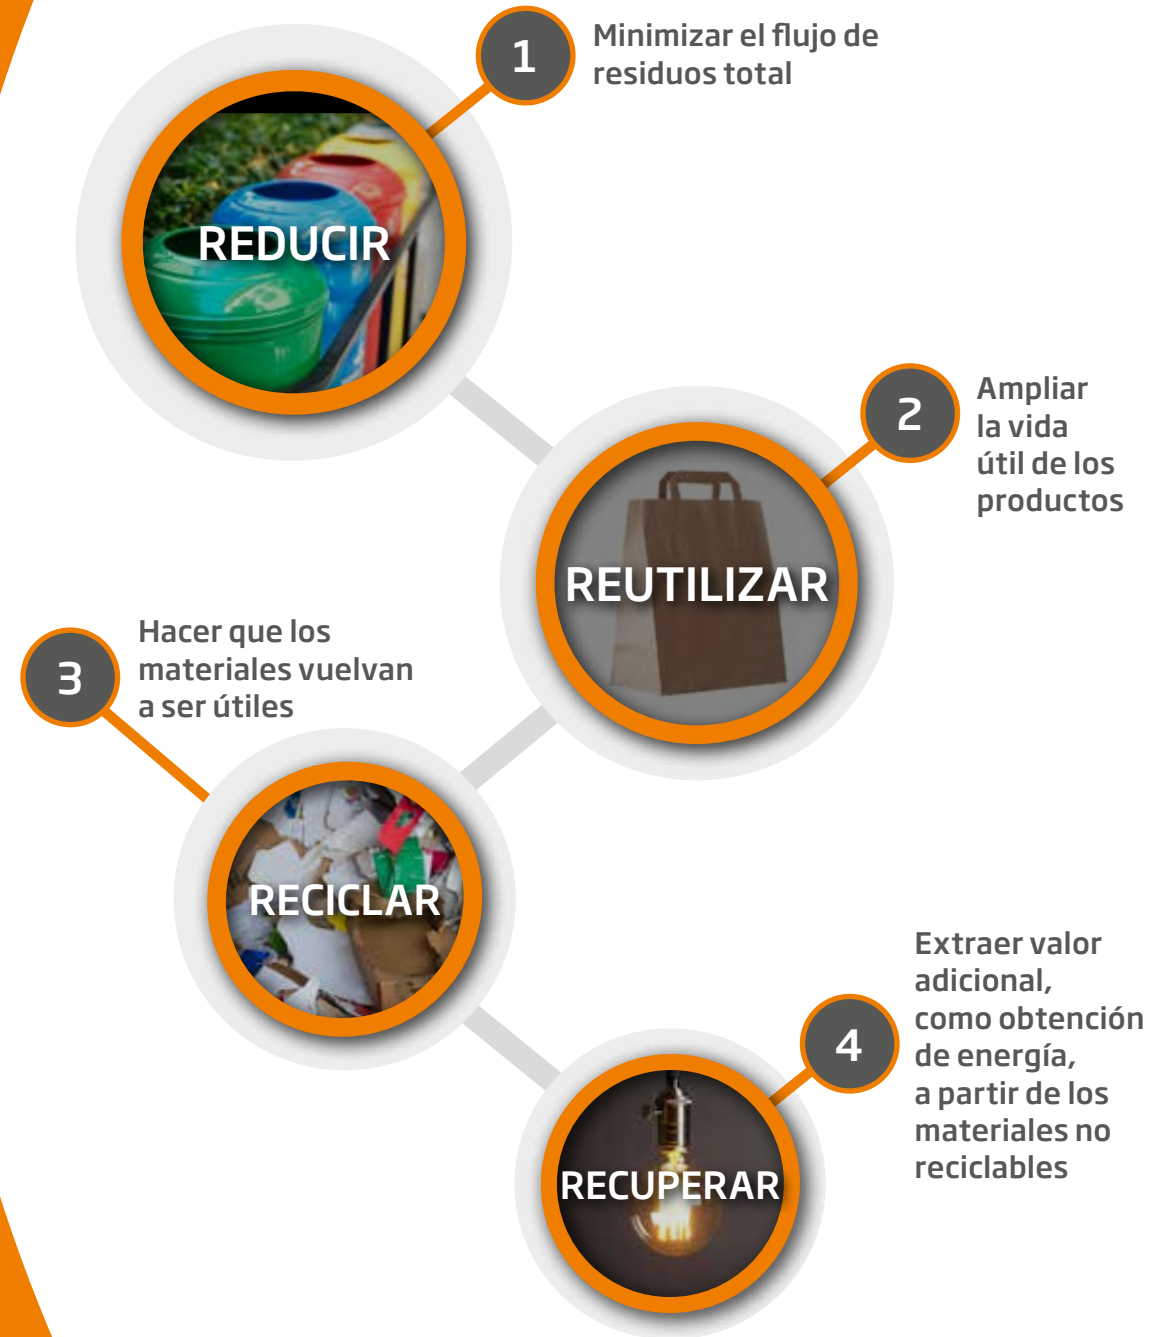 1
Minimizar el flujo de
residuos total
REDUCIR
2
Ampliar
la vida
útil de los
productos
REUTILIZAR
3
Hacer que los
materiales vuelvan
a ser útiles
RECICLAR
4
Extraer valor
adicional,
como obtención
de energía,
a partir de los
materiales no
reciclables
RECUPERAR